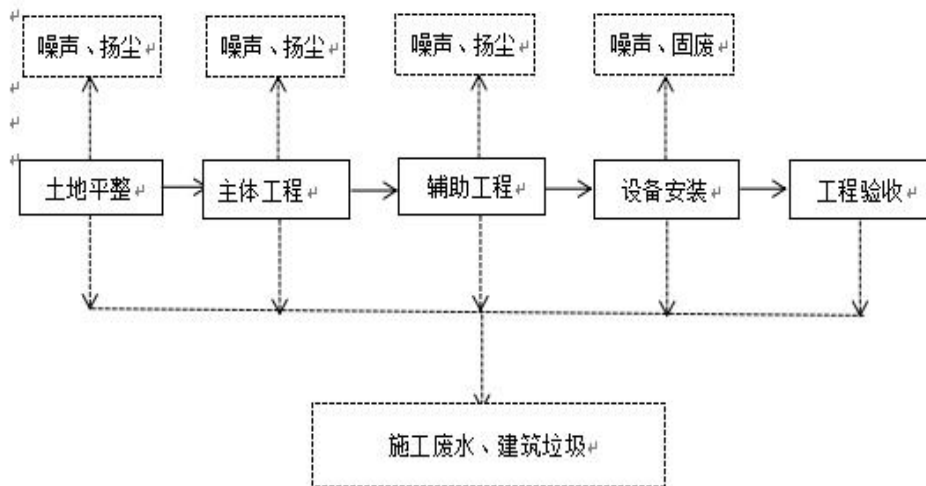 噪声、扬尘
噪声、扬尘
噪声、扬尘
噪声、固废
土地平整
主体工程
辅助工程
设备安装
工程验收
施工废水、建筑垃圾